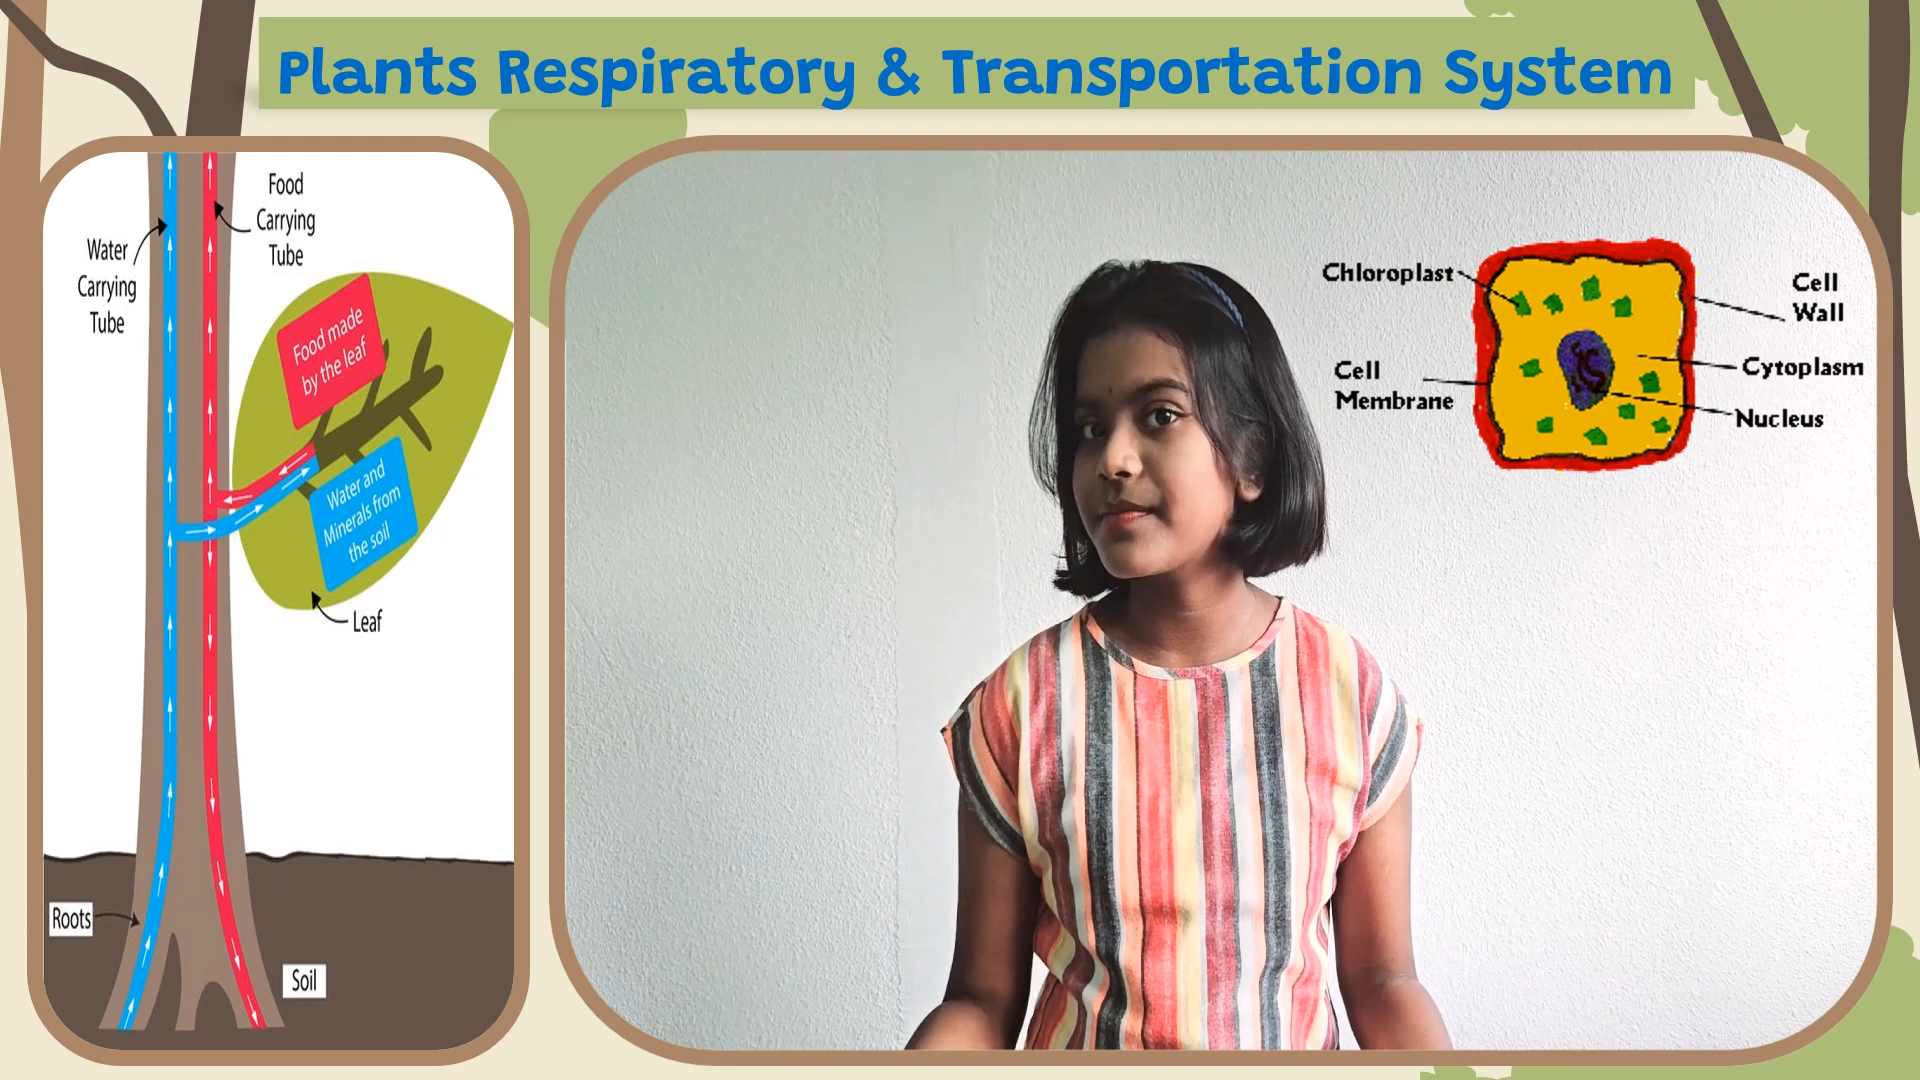 Plants Respiratory & Transportation System
Food
Carrying
Tube
Water
Carrying
Tube
Food made
by the leaf
Water and
Minerals from
the soil
Leaf
Roots
Soil
Chloroplast
Cell
Wall
Cell
Membrane
Cytoplasm
Nucleus